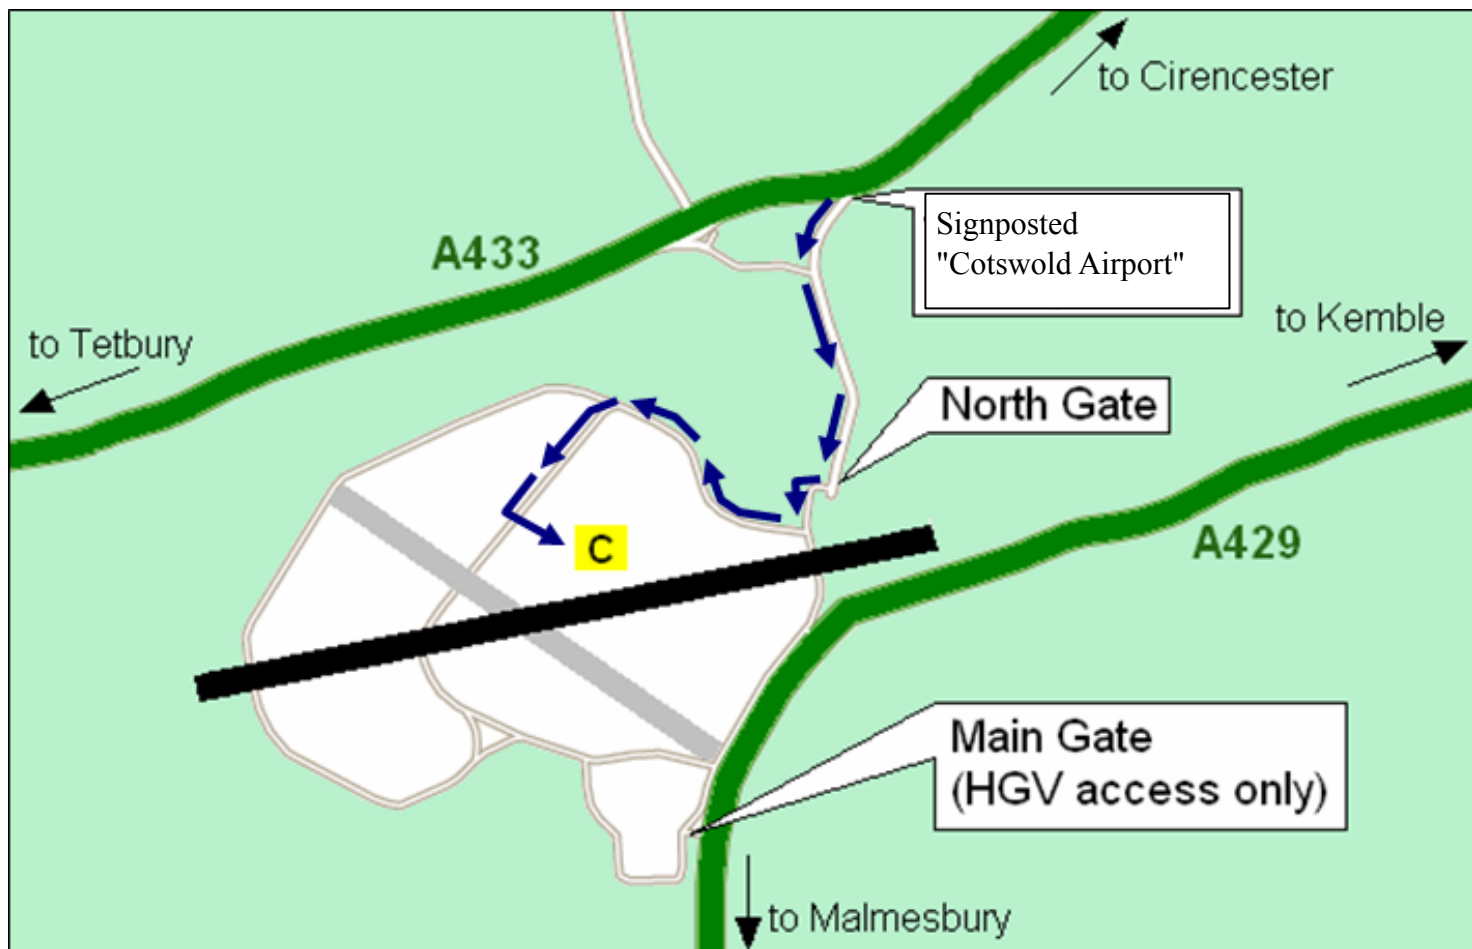 to Cirencester
Signposted
"Cotswold Airport"
A433
to Kemble
to Tetbury
North Gate
A429
C
Main Gate
(HGV access only)
to Malmesbury